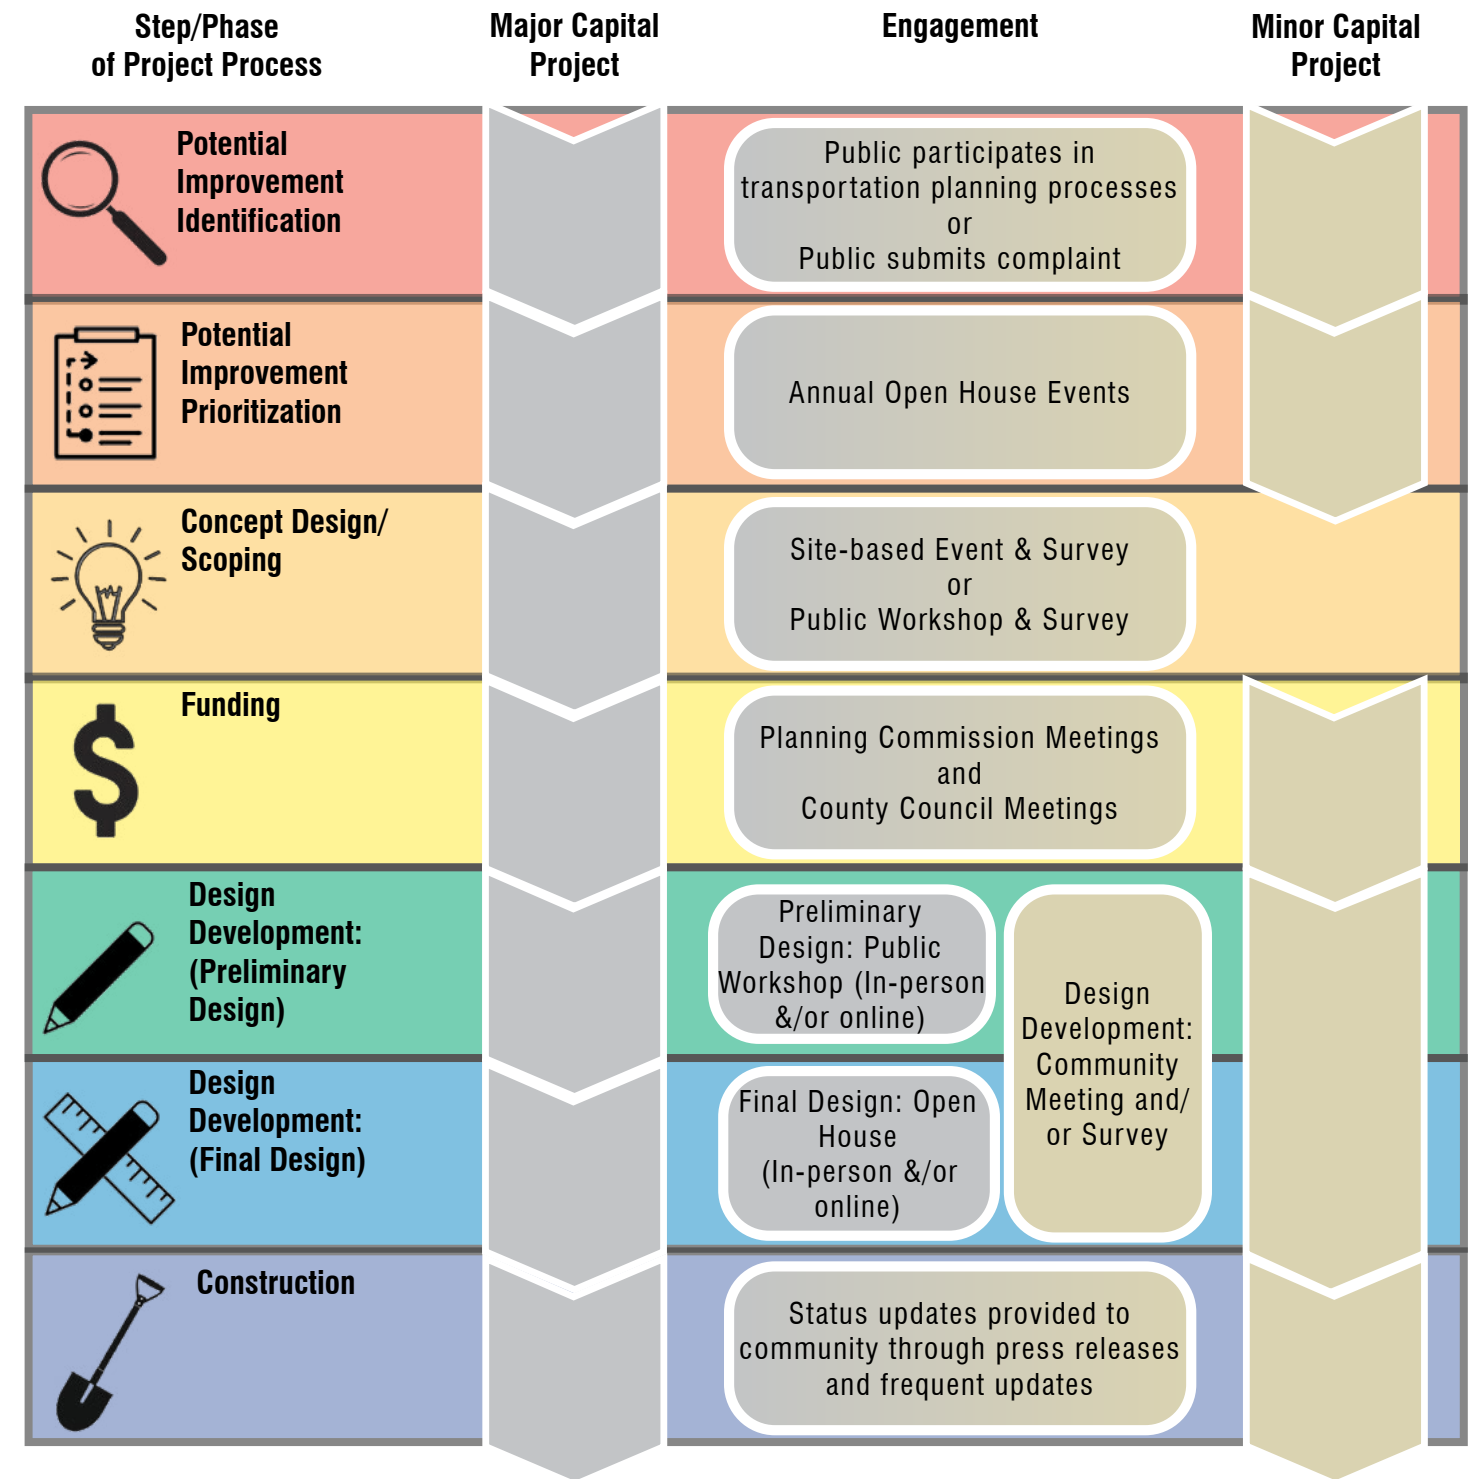 Step/Phase
of Project Process
Major Capital
Project
Engagement
Minor Capital
Project
Potential
Improvement
Identification
Public participates in
transportation planning processes
or
Public submits complaint
Potential
Improvement
Prioritization
Annual Open House Events
Concept Design/
Scoping
Site-based Event & Survey
or
Public Workshop & Survey
Funding
Planning Commission Meetings
and
County Council Meetings
Design
Development:
(Preliminary
Design)
Preliminary
Design: Public
Workshop (In-person
&/or online)
Design
Development:
Community
Meeting and/
or Survey
Design
Development:
(Final Design)
Final Design: Open
House
(In-person &/or
online)
Construction
Status updates provided to
community through press releases
and frequent updates